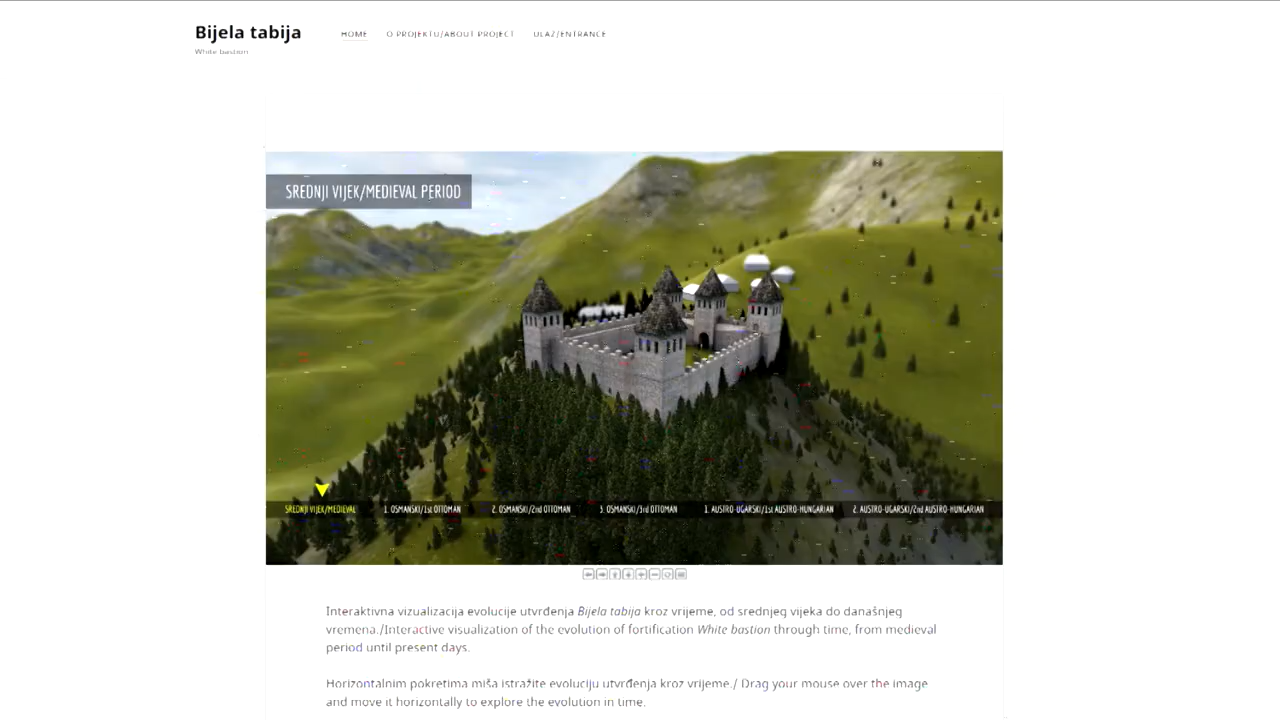 Bijela tabija
HOME O PROJEKTU/ABOUT PROJECT ULAZ/ENTRANCE
White bastion
SREDNJI VIJEK/MEDIEVAL PERIOD
SREDNJI VIJEK/MEDIEVAL 1. OSMANSKI/1st OTTOMAN 2. OSMANSKI/2nd OTTOMAN 3. OSMANSKI/3rd OTTOMAN 1. AUSTRO-UGARSKI/1st AUSTRO-HUNGARIAN 2. AUSTRO-UGARSKI/2nd AUSTRO-HUNGARIAN
Interaktivna vizualizacija evolucije utvrđenja Bijela tabija kroz vrijeme, od srednjeg vijeka do današnjeg
vremena./Interactive visualization of the evolution of fortification White bastion through time, from medieval
period until present days.
Horizontalnim pokretima miša istražite evoluciju utvrđenja kroz vrijeme./ Drag your mouse over the image
and move it horizontally to explore the evolution in time.